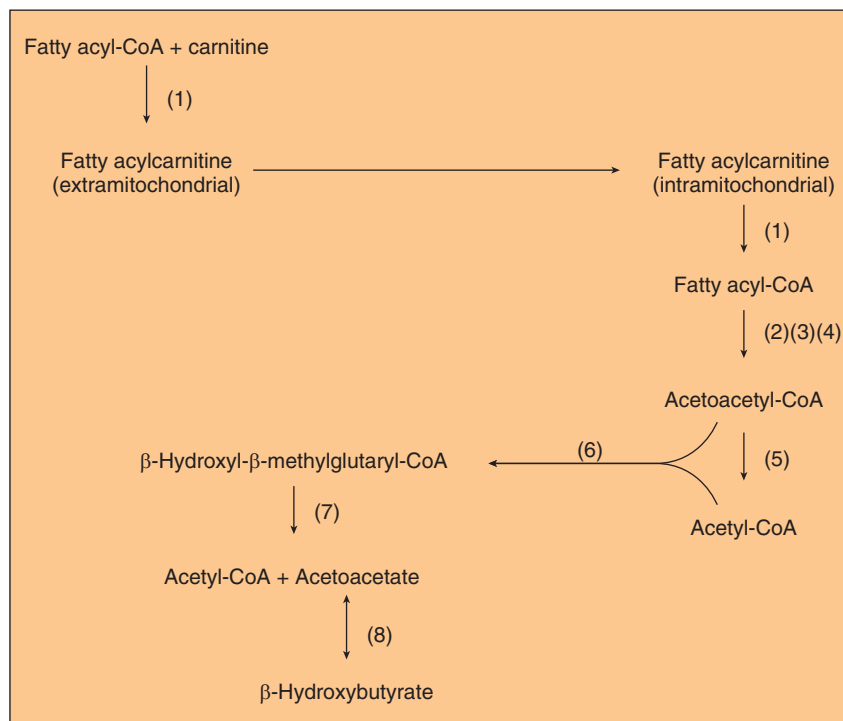 Fatty acyl-CoA + carnitine
(1)
Fatty acylcarnitine
(extramitochondrial)
Fatty acylcarnitine
(intramitochondrial)
(1)
Fatty acyl-CoA
(2)(3)(4)
Acetoacetyl-CoA
(6)
(5)
β-Hydroxyl-β-methylglutaryl-CoA
(7)
Acetyl-CoA
Acetyl-CoA + Acetoacetate
(8)
β-Hydroxybutyrate